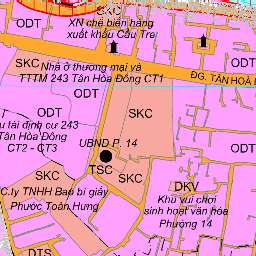 SKC
XN chế biến hàng
xuất khẩu Cầu Tre
ODT
ODT
SKC
Nhà ở thương mại và
TTTM 243 Tân Hòa Đông CT1
ĐG. TÂN HOÀ
ODT
ODT
SKC
u tái định cư 243
Tân Hòa Đông
CT2 - CT3
UBND P. 14
ODT
TSC
SKC
SKC
C.ty TNHH Bao bì giấy
Phước Toàn Hưng
DKV
Khu vui chơi
sinh hoạt văn hóa
Phường 14
DTS
ODT